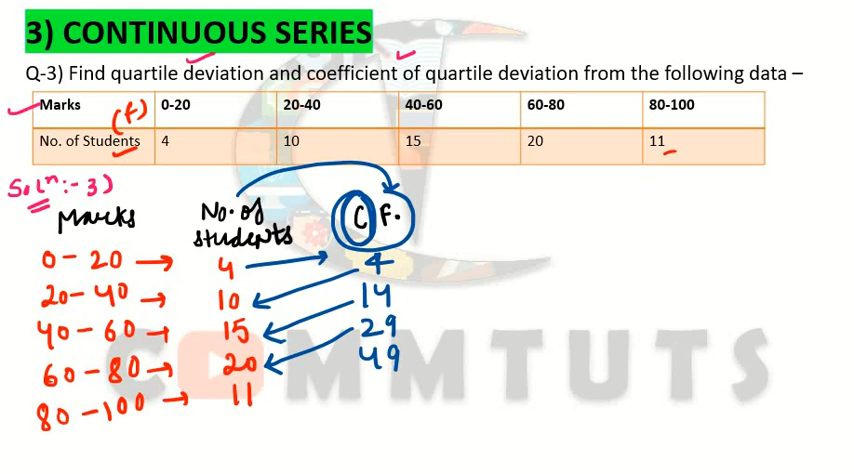 3) CONTINUOUS SERIES
Q-3) Find quartile deviation and coefficient of quartile deviation from the following data –
Marks (f) 0-20 20-40 40-60 60-80 80-100
No. of Students 4 10 15 20 11
Solⁿ:- 3)
Marks No. of students C F.
0 - 20 → 4 4
20 - 40 → 10 14
40 - 60 → 15 29
60 - 80 → 20 49
80 - 100 → 11
COMMTUTS